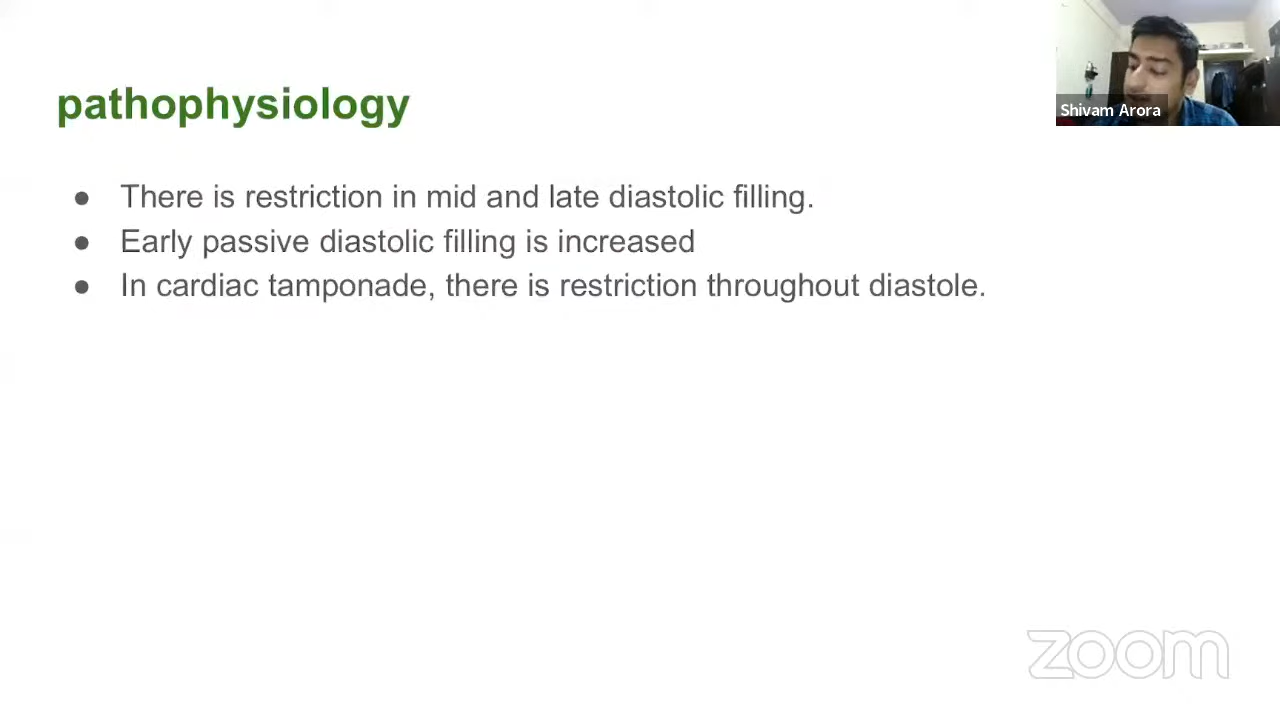 pathophysiology
Shivam Arora
● There is restriction in mid and late diastolic filling.
● Early passive diastolic filling is increased
● In cardiac tamponade, there is restriction throughout diastole.
zoom